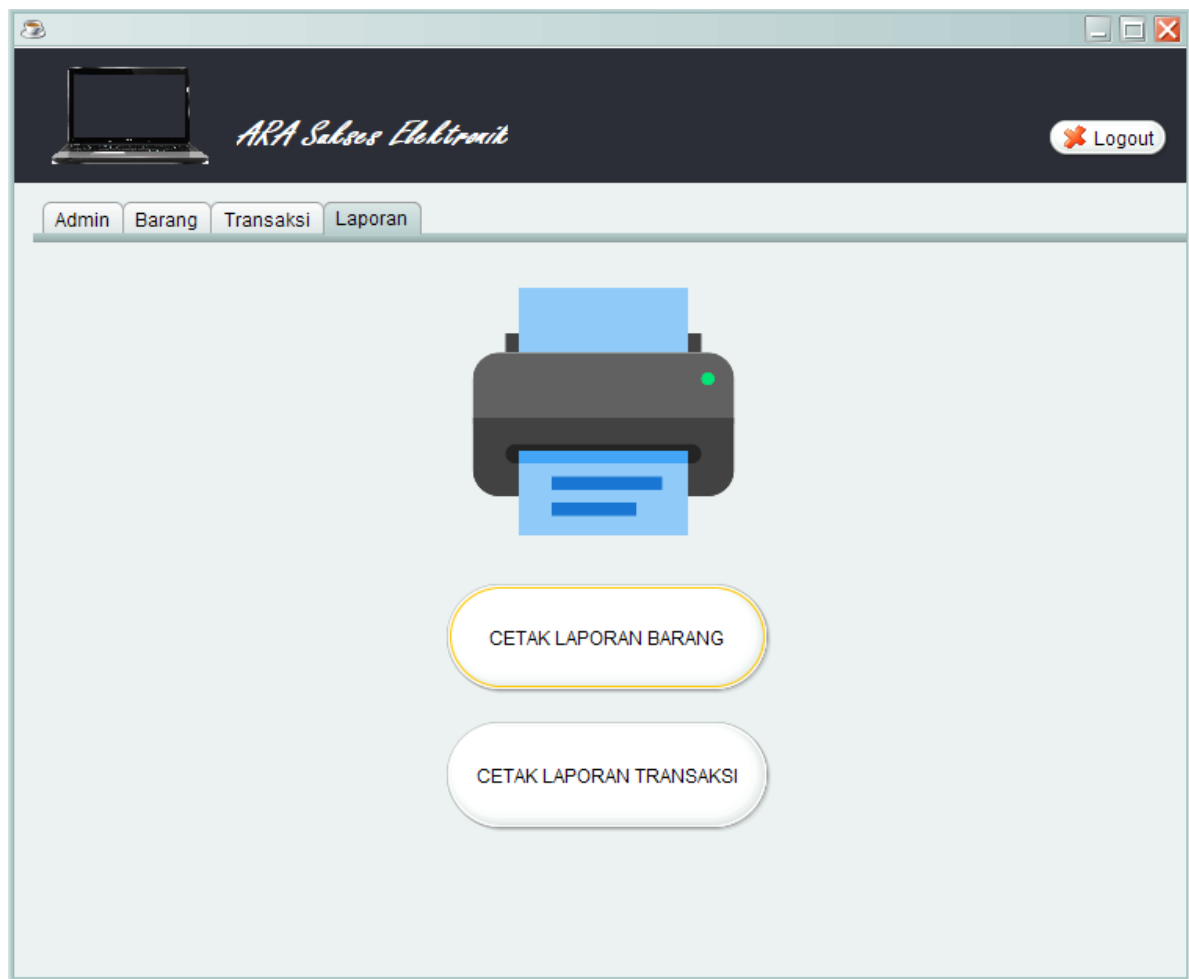 ARA Sukses Elektronik
Logout
Admin Barang Transaksi Laporan
CETAK LAPORAN BARANG
CETAK LAPORAN TRANSAKSI